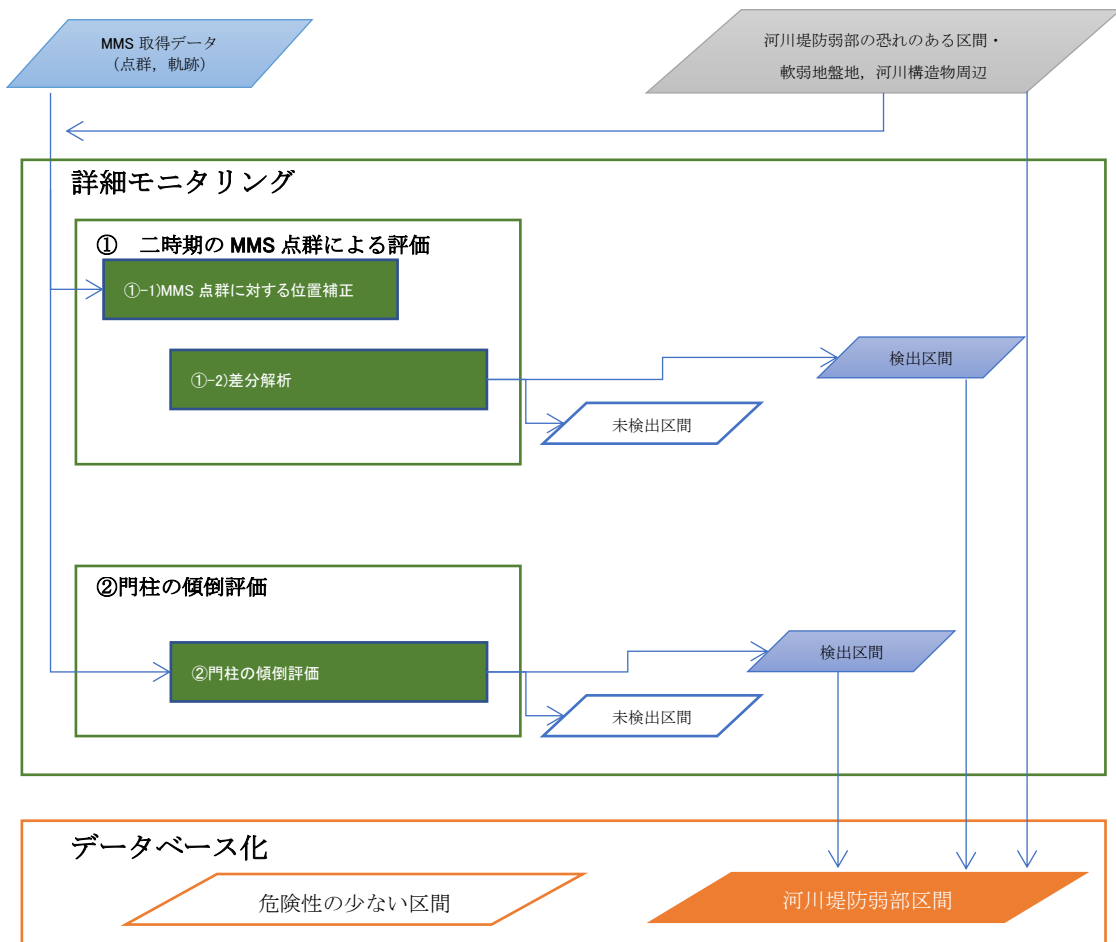 MMS 取得データ
（点群，軌跡）
河川堤防弱部の恐れのある区間・
軟弱地盤地，河川構造物周辺
詳細モニタリング
①　二時期の MMS 点群による評価
①-1)MMS 点群に対する位置補正
①-2)差分解析
検出区間
未検出区間
②門柱の傾倒評価
②門柱の傾倒評価
検出区間
未検出区間
データベース化
危険性の少ない区間
河川堤防弱部区間